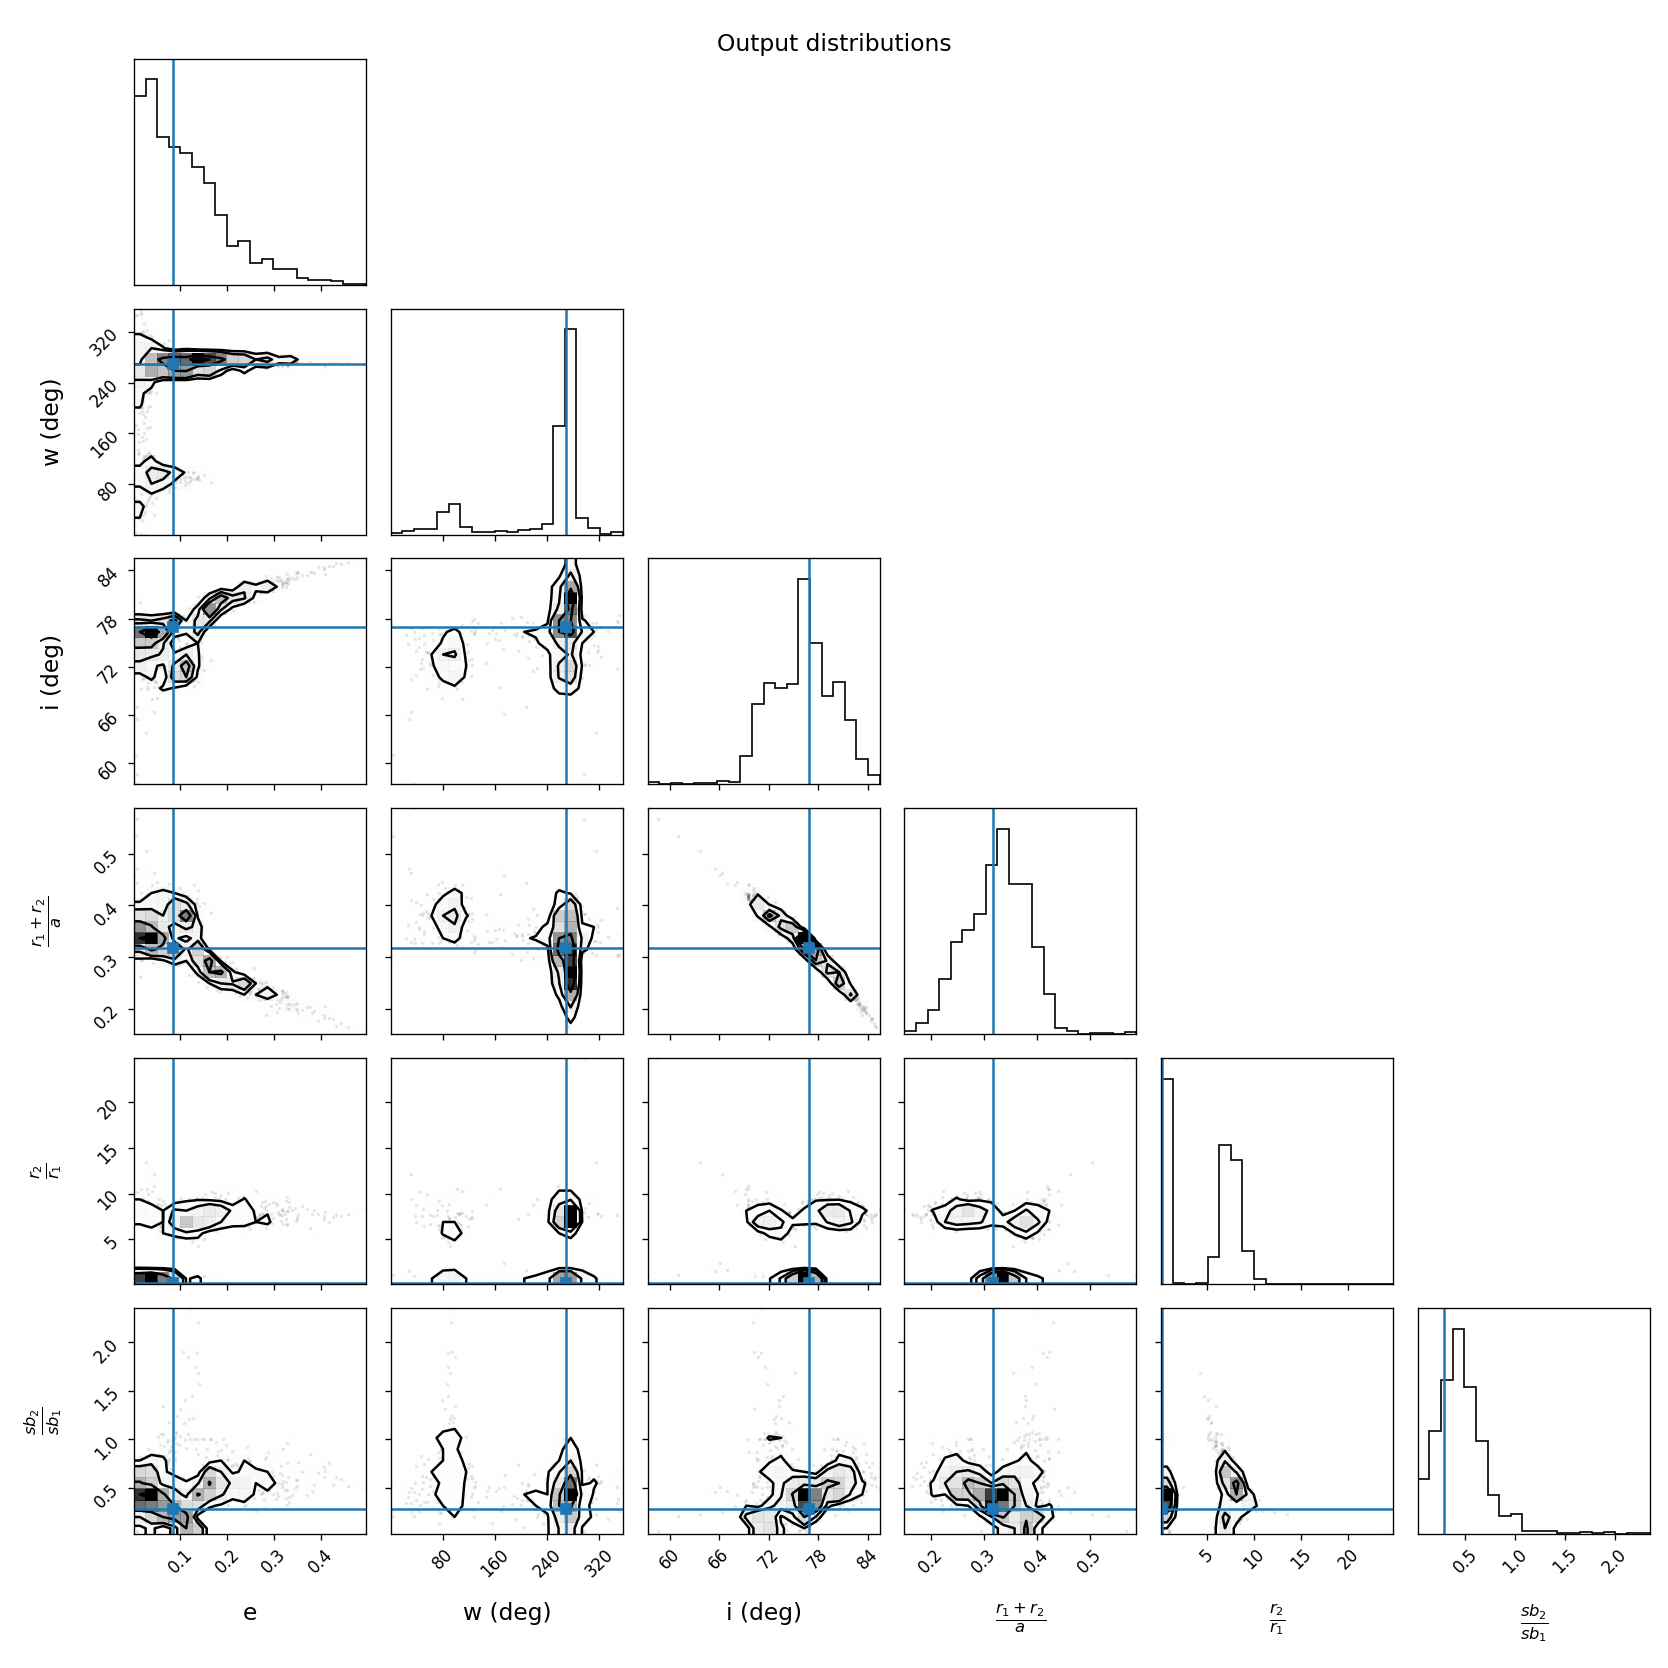 Output distributions
w (deg)
320
240
160
80
i (deg)
84
78
72
66
60
r₁ + r₂
a
0.5
0.4
0.3
0.2
r₂
r₁
20
15
10
5
sb₂
sb₁
2.0
1.5
1.0
0.5
0.1 0.2 0.3 0.4
80 160 240 320
60 66 72 78 84
0.2 0.3 0.4 0.5
5 10 15 20
0.5 1.0 1.5 2.0
e
w (deg)
i (deg)
r₁ + r₂
a
r₂
r₁
sb₂
sb₁